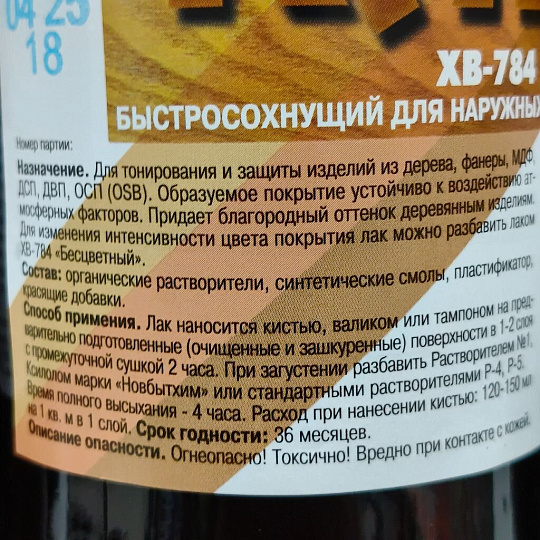 04 25
18
ХВ-784
БЫСТРОСОХНУЩИЙ ДЛЯ НАРУЖНЫХ
Номер партии:
Назначение. Для тонирования и защиты изделий из дерева, фанеры, МДФ,
ДСП, ДВП, ОСП (OSB). Образуемое покрытие устойчиво к воздействию ат-
мосферных факторов. Придает благородный оттенок деревянным изделиям.
Для изменения интенсивности цвета покрытия лак можно разбавить лаком
ХВ-784 «Бесцветный».
Состав: органические растворители, синтетические смолы, пластификатор,
красящие добавки.
Способ применения. Лак наносится кистью, валиком или тампоном на пред-
варительно подготовленные (очищенные и зашкуренные) поверхности в 1-2 слоя
с промежуточной сушкой 2 часа. При загустении разбавить Растворителем №1,
Ксилолом марки «Новбытхим» или стандартными растворителями Р-4, Р-5.
Время полного высыхания - 4 часа. Расход при нанесении кистью: 120-150 мл
на 1 кв. м в 1 слой. Срок годности: 36 месяцев.
Описание опасности. Огнеопасно! Токсично! Вредно при контакте с кожей.